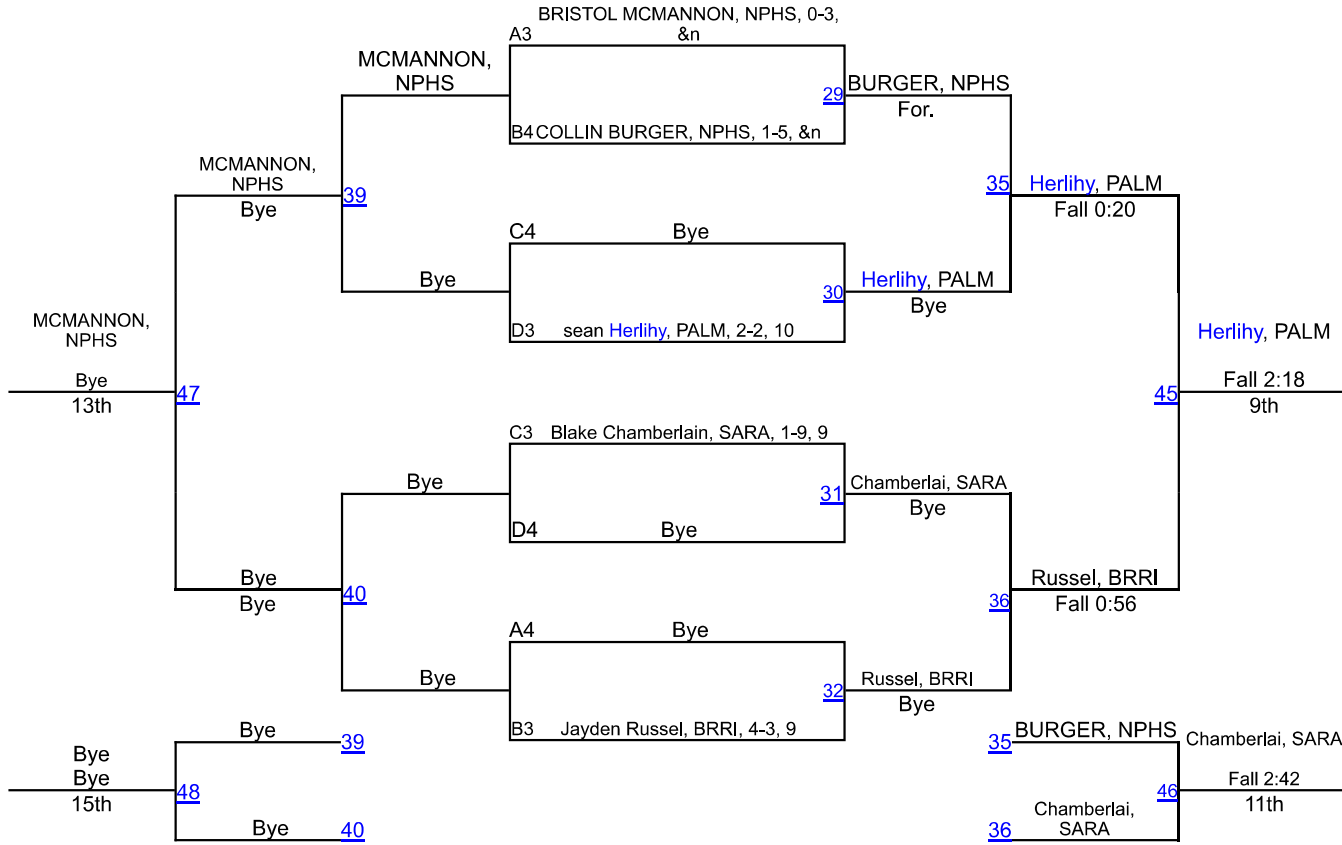 BRISTOL MCMANNON, NPHS, 0-3,
&n
A3
MCMANNON,
NPHS
29
BURGER, NPHS
For.
B4 COLLIN BURGER, NPHS, 1-5, &n
MCMANNON,
NPHS
Bye
39
35
Herlihy, PALM
Fall 0:20
C4 Bye
Bye
30
Herlihy, PALM
Bye
D3 sean Herlihy, PALM, 2-2, 10
MCMANNON,
NPHS
Bye
13th
47
45
Herlihy, PALM
Fall 2:18
9th
C3 Blake Chamberlain, SARA, 1-9, 9
Bye
31
Chamberlai, SARA
Bye
D4 Bye
Bye
Bye
40
36
Russel, BRRI
Fall 0:56
A4 Bye
Bye
32
Russel, BRRI
Bye
B3 Jayden Russel, BRRI, 4-3, 9
Bye
39
Bye
Bye
15th
48
Bye
40
35
BURGER, NPHS
Chamberlai, SARA
46
Fall 2:42
11th
36
Chamberlai,
SARA